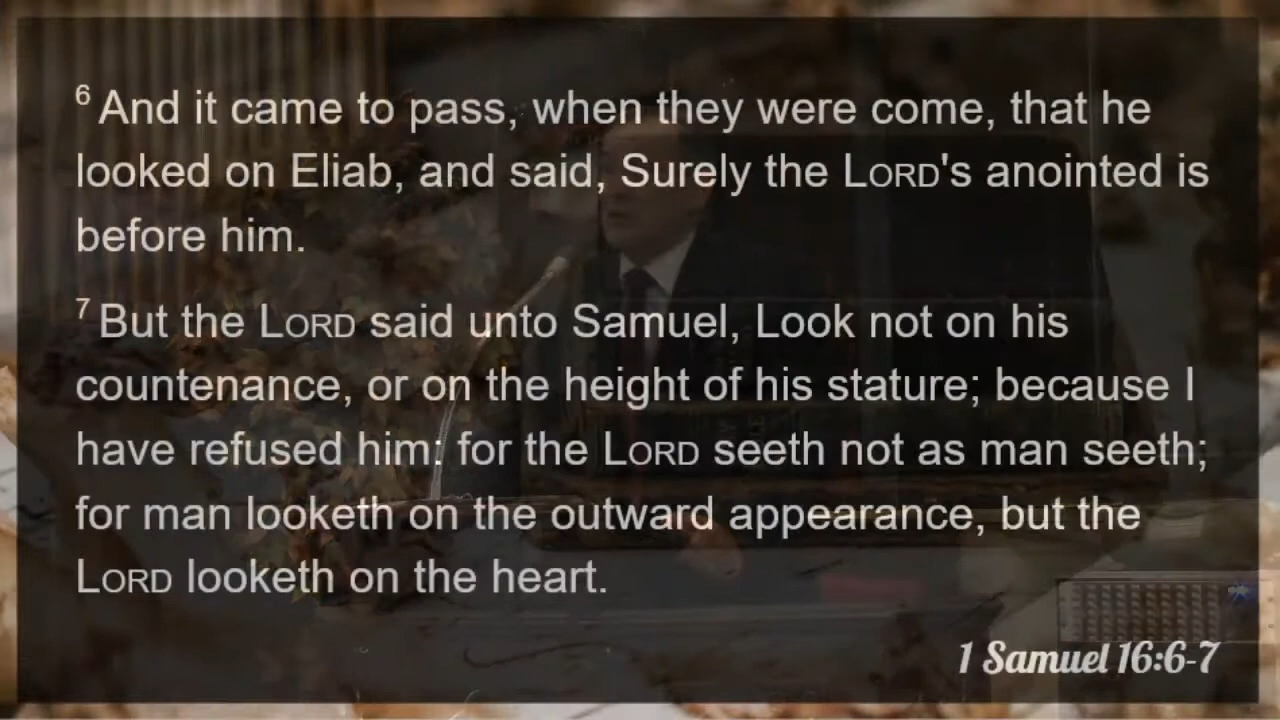 6 And it came to pass, when they were come, that he
looked on Eliab, and said, Surely the LORD's anointed is
before him.
7 But the LORD said unto Samuel, Look not on his
countenance, or on the height of his stature; because I
have refused him: for the LORD seeth not as man seeth;
for man looketh on the outward appearance, but the
LORD looketh on the heart.
1 Samuel 16:6-7